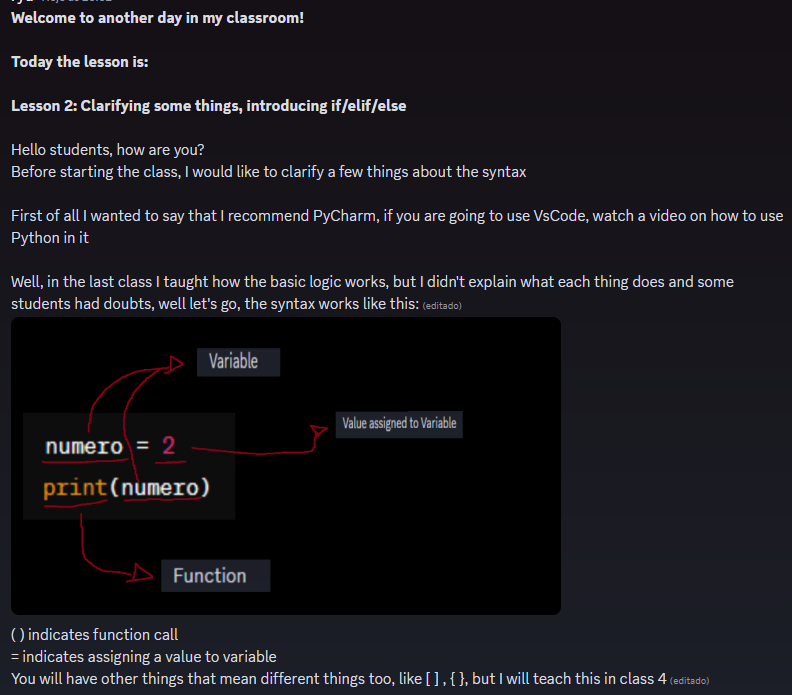 Welcome to another day in my classroom!
Today the lesson is:
Lesson 2: Clarifying some things, introducing if/elif/else
Hello students, how are you?
Before starting the class, I would like to clarify a few things about the syntax
First of all I wanted to say that I recommend PyCharm, if you are going to use VsCode, watch a video on how to use
Python in it
Well, in the last class I taught how the basic logic works, but I didn't explain what each thing does and some
students had doubts, well let's go, the syntax works like this: (editado)
Variable
Value assigned to Variable
numero = 2
print(numero)
Function
( ) indicates function call
= indicates assigning a value to variable
You will have other things that mean different things too, like [ ] , { }, but I will teach this in class 4 (editado)